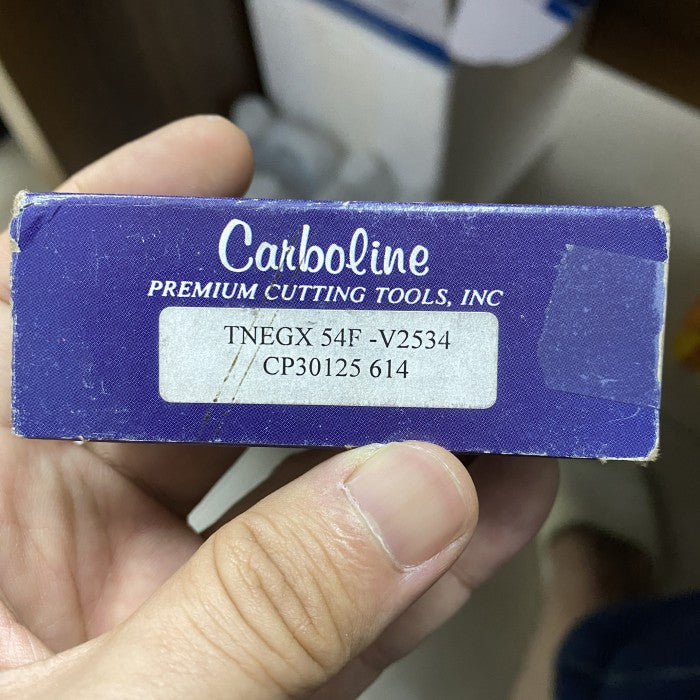 Carboline
PREMIUM CUTTING TOOLS, INC
TNEGX 54F -V2534
CP30125 614